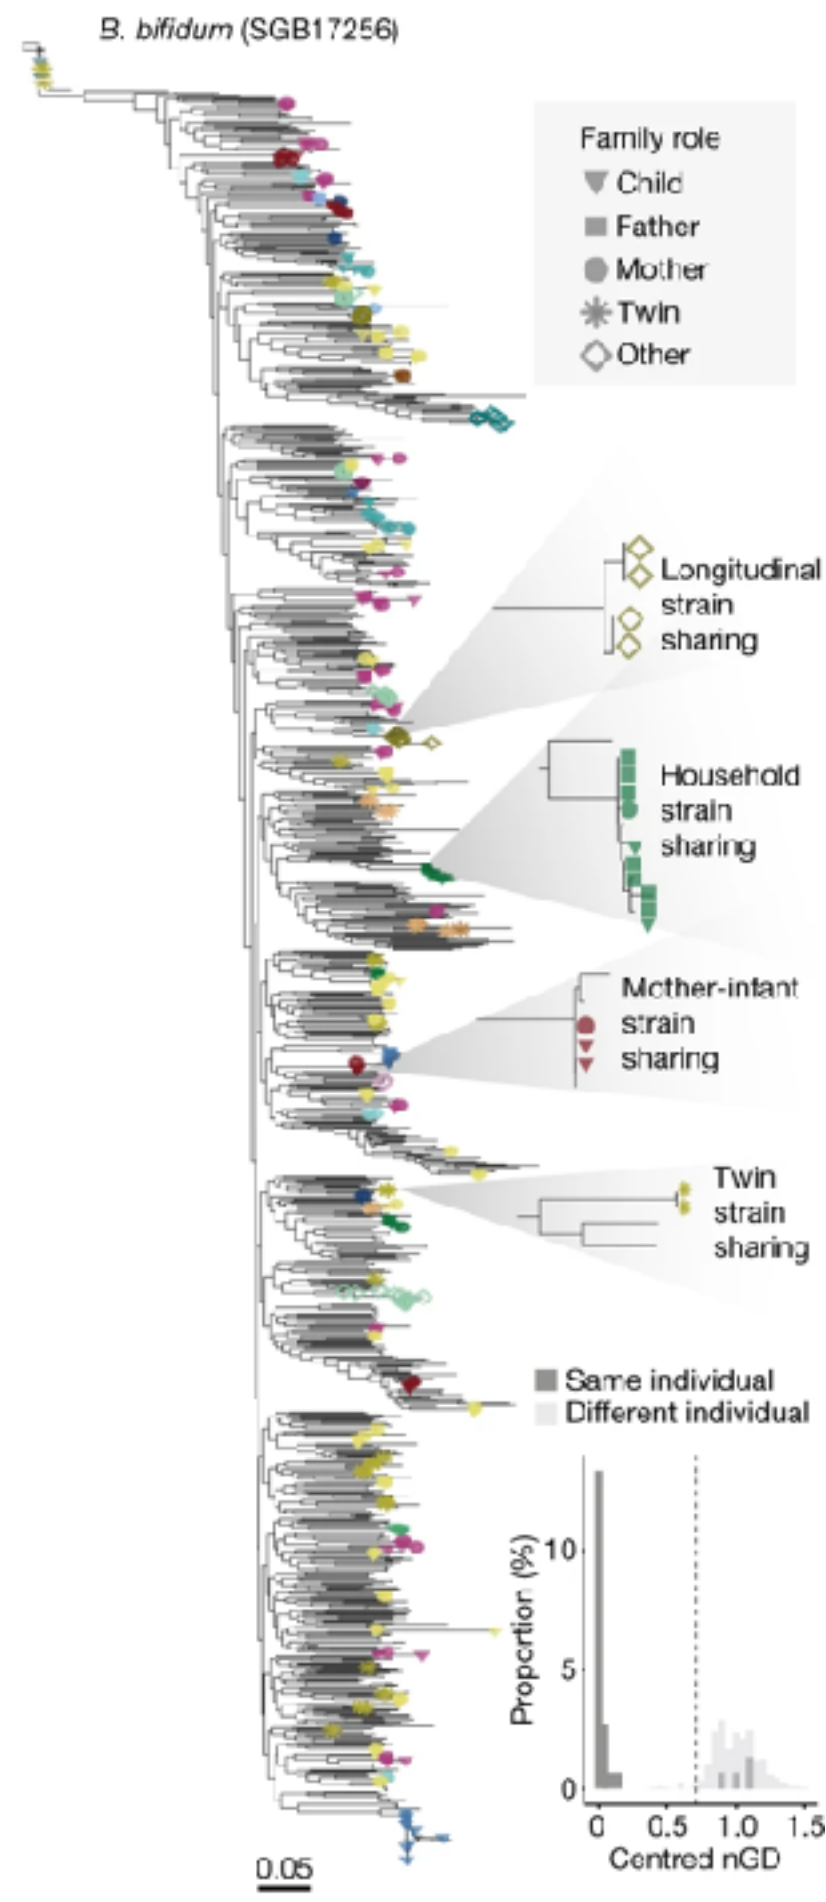 B. bifidum (SGB17256)
Family role
Child
Father
Mother
Twin
Other
Longitudinal
strain
sharing
Household
strain
sharing
Mother-infant
strain
sharing
Twin
strain
sharing
Same individual
Different individual
Proportion (%)
10
5
0
0 0.5 1.0 1.5
Centred nGD
0.05